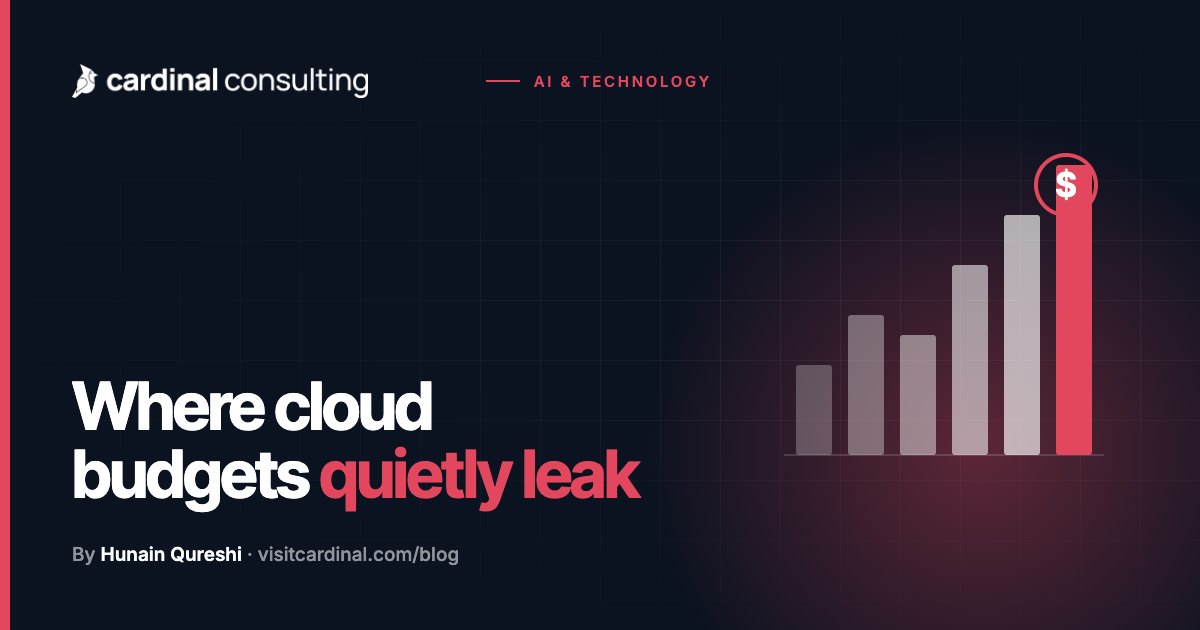 cardinal consulting
AI & TECHNOLOGY
$
Where cloud
budgets quietly leak
By Hunain Qureshi · visitcardinal.com/blog